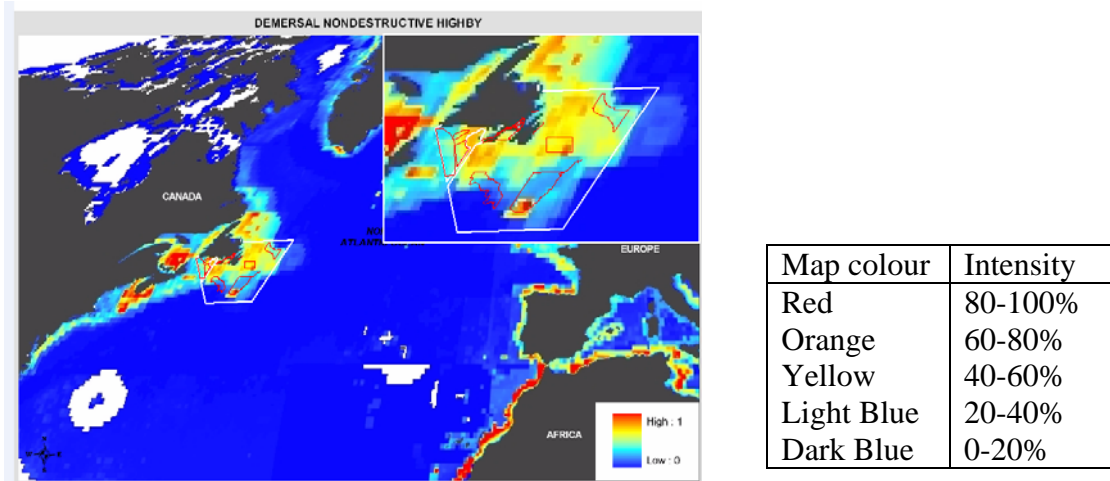 DEMERSAL NONDESTRUCTIVE HIGHBY
CANADA
EUROPE
AFRICA
High : 1
Low : 0
Map colour Intensity
Red 80-100%
Orange 60-80%
Yellow 40-60%
Light Blue 20-40%
Dark Blue 0-20%